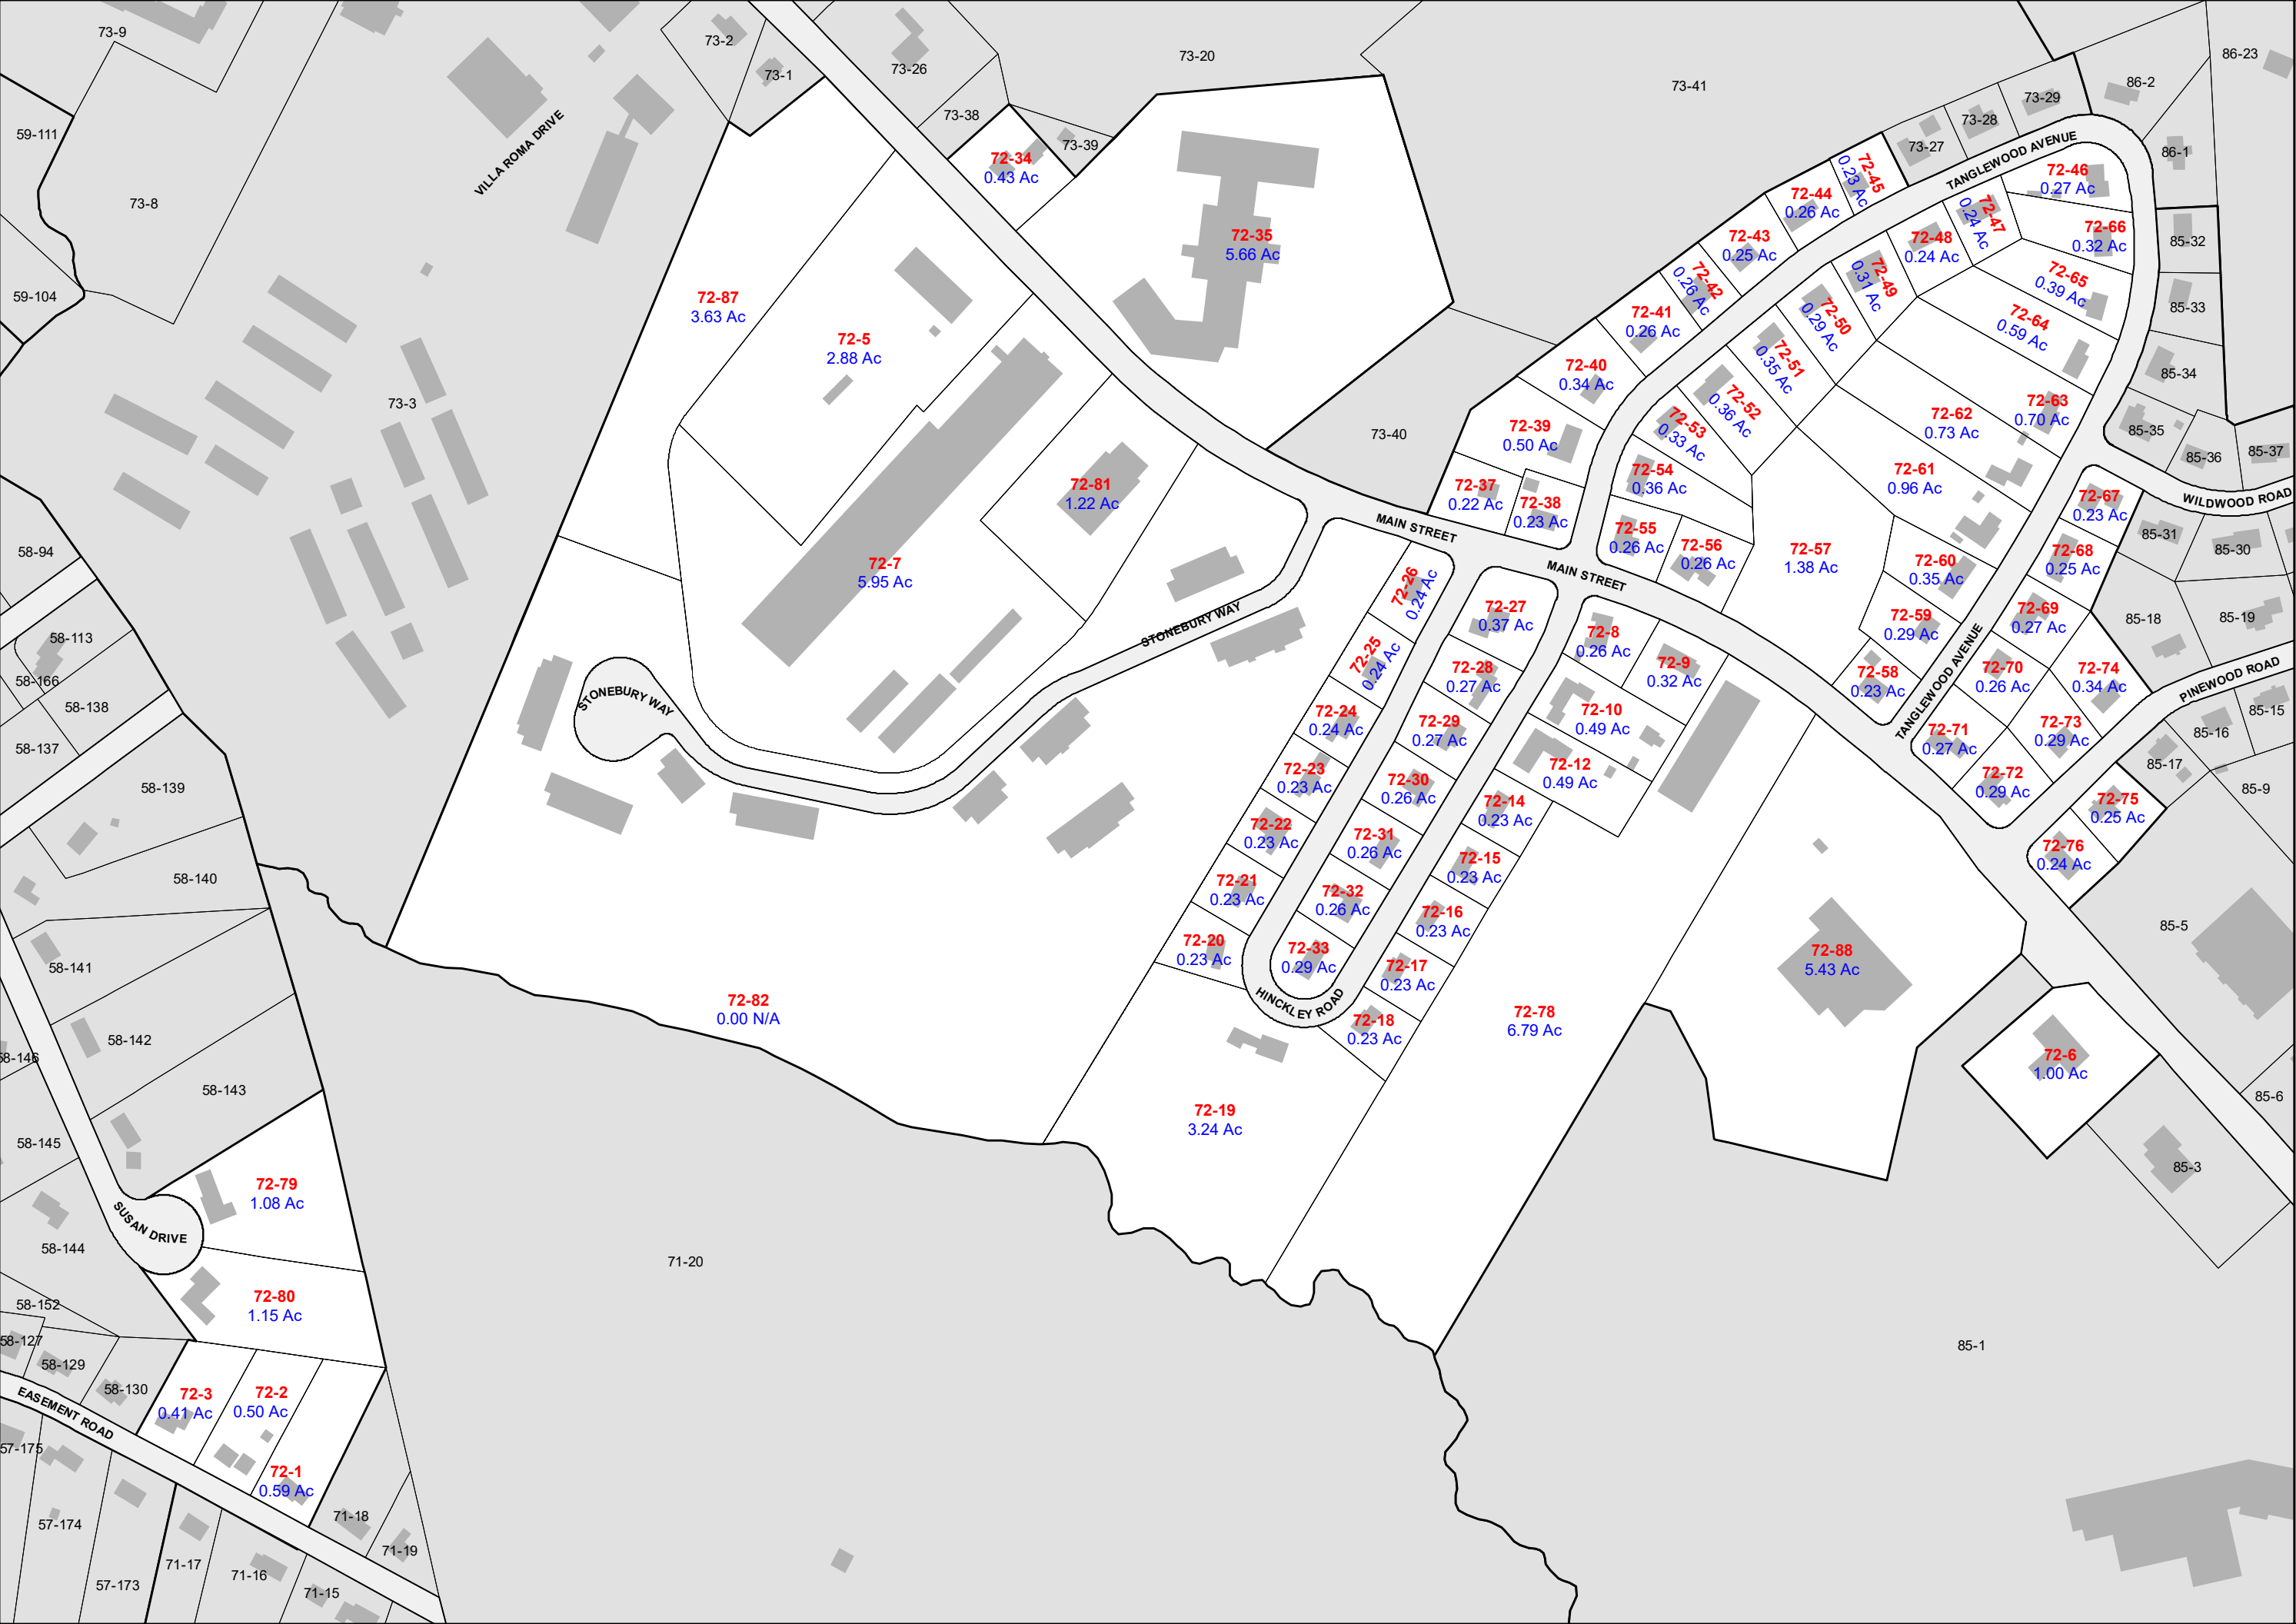 73-9
73-2
73-1
73-26
73-20
73-41
86-2
86-23
59-111
VILLA ROMA DRIVE
73-38
73-39
73-27
73-28
73-29
86-1
73-8
72-34
0.43 Ac
TANGLEWOOD AVENUE
72-45
0.23 Ac
72-46
0.27 Ac
72-44
0.26 Ac
72-47
0.24 Ac
72-35
5.66 Ac
72-43
0.25 Ac
72-48
0.24 Ac
72-66
0.32 Ac
85-32
72-42
0.26 Ac
72-49
0.31 Ac
72-65
0.39 Ac
59-104
72-87
3.63 Ac
72-5
2.88 Ac
72-41
0.26 Ac
72-50
0.29 Ac
72-64
0.59 Ac
85-33
72-40
0.34 Ac
72-51
0.35 Ac
85-34
73-3
72-52
0.36 Ac
72-62
0.73 Ac
72-63
0.70 Ac
73-40
72-39
0.50 Ac
72-53
0.33 Ac
85-35
85-36
85-37
72-81
1.22 Ac
72-37
0.22 Ac
72-38
0.23 Ac
72-54
0.36 Ac
72-61
0.96 Ac
72-67
0.23 Ac
WILDWOOD ROAD
MAIN STREET
72-55
0.26 Ac
72-56
0.26 Ac
72-57
1.38 Ac
72-60
0.35 Ac
72-68
0.25 Ac
85-31
85-30
58-94
72-7
5.95 Ac
MAIN STREET
72-26
0.24 Ac
72-27
0.37 Ac
72-59
0.29 Ac
72-69
0.27 Ac
85-18
85-19
STONEBURY WAY
58-113
72-8
0.26 Ac
72-9
0.32 Ac
72-25
0.24 Ac
72-28
0.27 Ac
72-58
0.23 Ac
TANGLEWOOD AVENUE
72-70
0.26 Ac
72-74
0.34 Ac
PINEWOOD ROAD
58-166
58-138
STONEBURY WAY
72-24
0.24 Ac
72-29
0.27 Ac
72-10
0.49 Ac
72-71
0.27 Ac
72-73
0.29 Ac
85-16
85-15
58-137
72-23
0.23 Ac
72-30
0.26 Ac
72-12
0.49 Ac
72-72
0.29 Ac
85-17
85-9
58-139
72-14
0.23 Ac
72-75
0.25 Ac
72-22
0.23 Ac
72-31
0.26 Ac
72-15
0.23 Ac
72-76
0.24 Ac
58-140
72-21
0.23 Ac
72-32
0.26 Ac
72-16
0.23 Ac
85-5
58-141
72-20
0.23 Ac
72-33
0.29 Ac
72-17
0.23 Ac
72-88
5.43 Ac
HINCKLEY ROAD
72-82
0.00 N/A
72-18
0.23 Ac
72-78
6.79 Ac
58-142
58-146
72-6
1.00 Ac
58-143
85-6
72-19
3.24 Ac
58-145
85-3
72-79
1.08 Ac
SUSAN DRIVE
58-144
71-20
72-80
1.15 Ac
58-152
58-127
85-1
58-129
58-130
72-3
0.41 Ac
72-2
0.50 Ac
EASEMENT ROAD
57-175
72-1
0.59 Ac
57-174
71-18
71-19
71-17
71-16
57-173
71-15